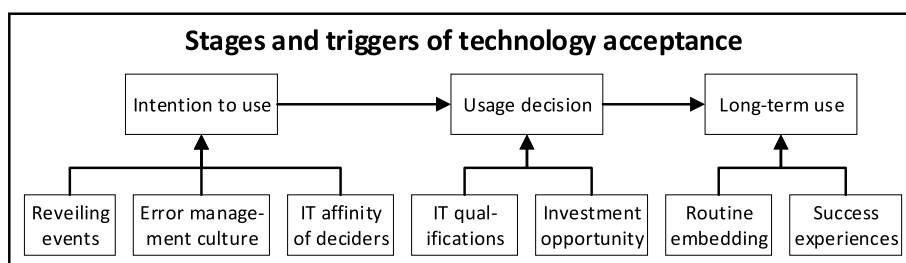 Stages and triggers of technology acceptance
Intention to use
Usage decision
Long-term use
Reveiling
events
Error manage-
ment culture
IT affinity
of deciders
IT qual-
ifications
Investment
opportunity
Routine
embedding
Success
experiences